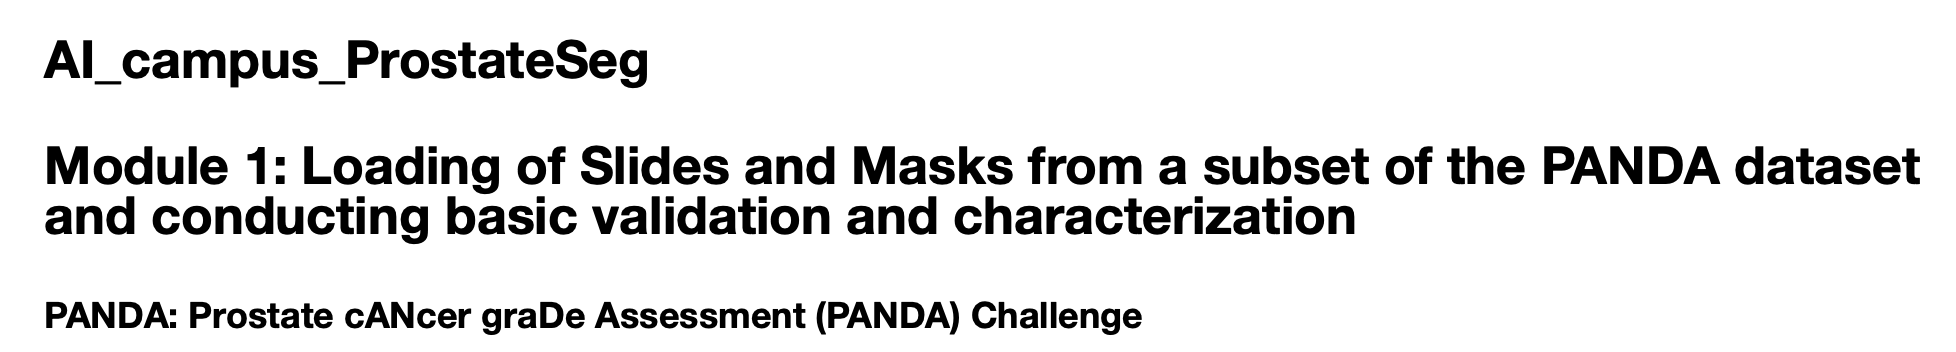 AI_campus_ProstateSeg
Module 1: Loading of Slides and Masks from a subset of the PANDA dataset
and conducting basic validation and characterization
PANDA: Prostate cANcer graDe Assessment (PANDA) Challenge